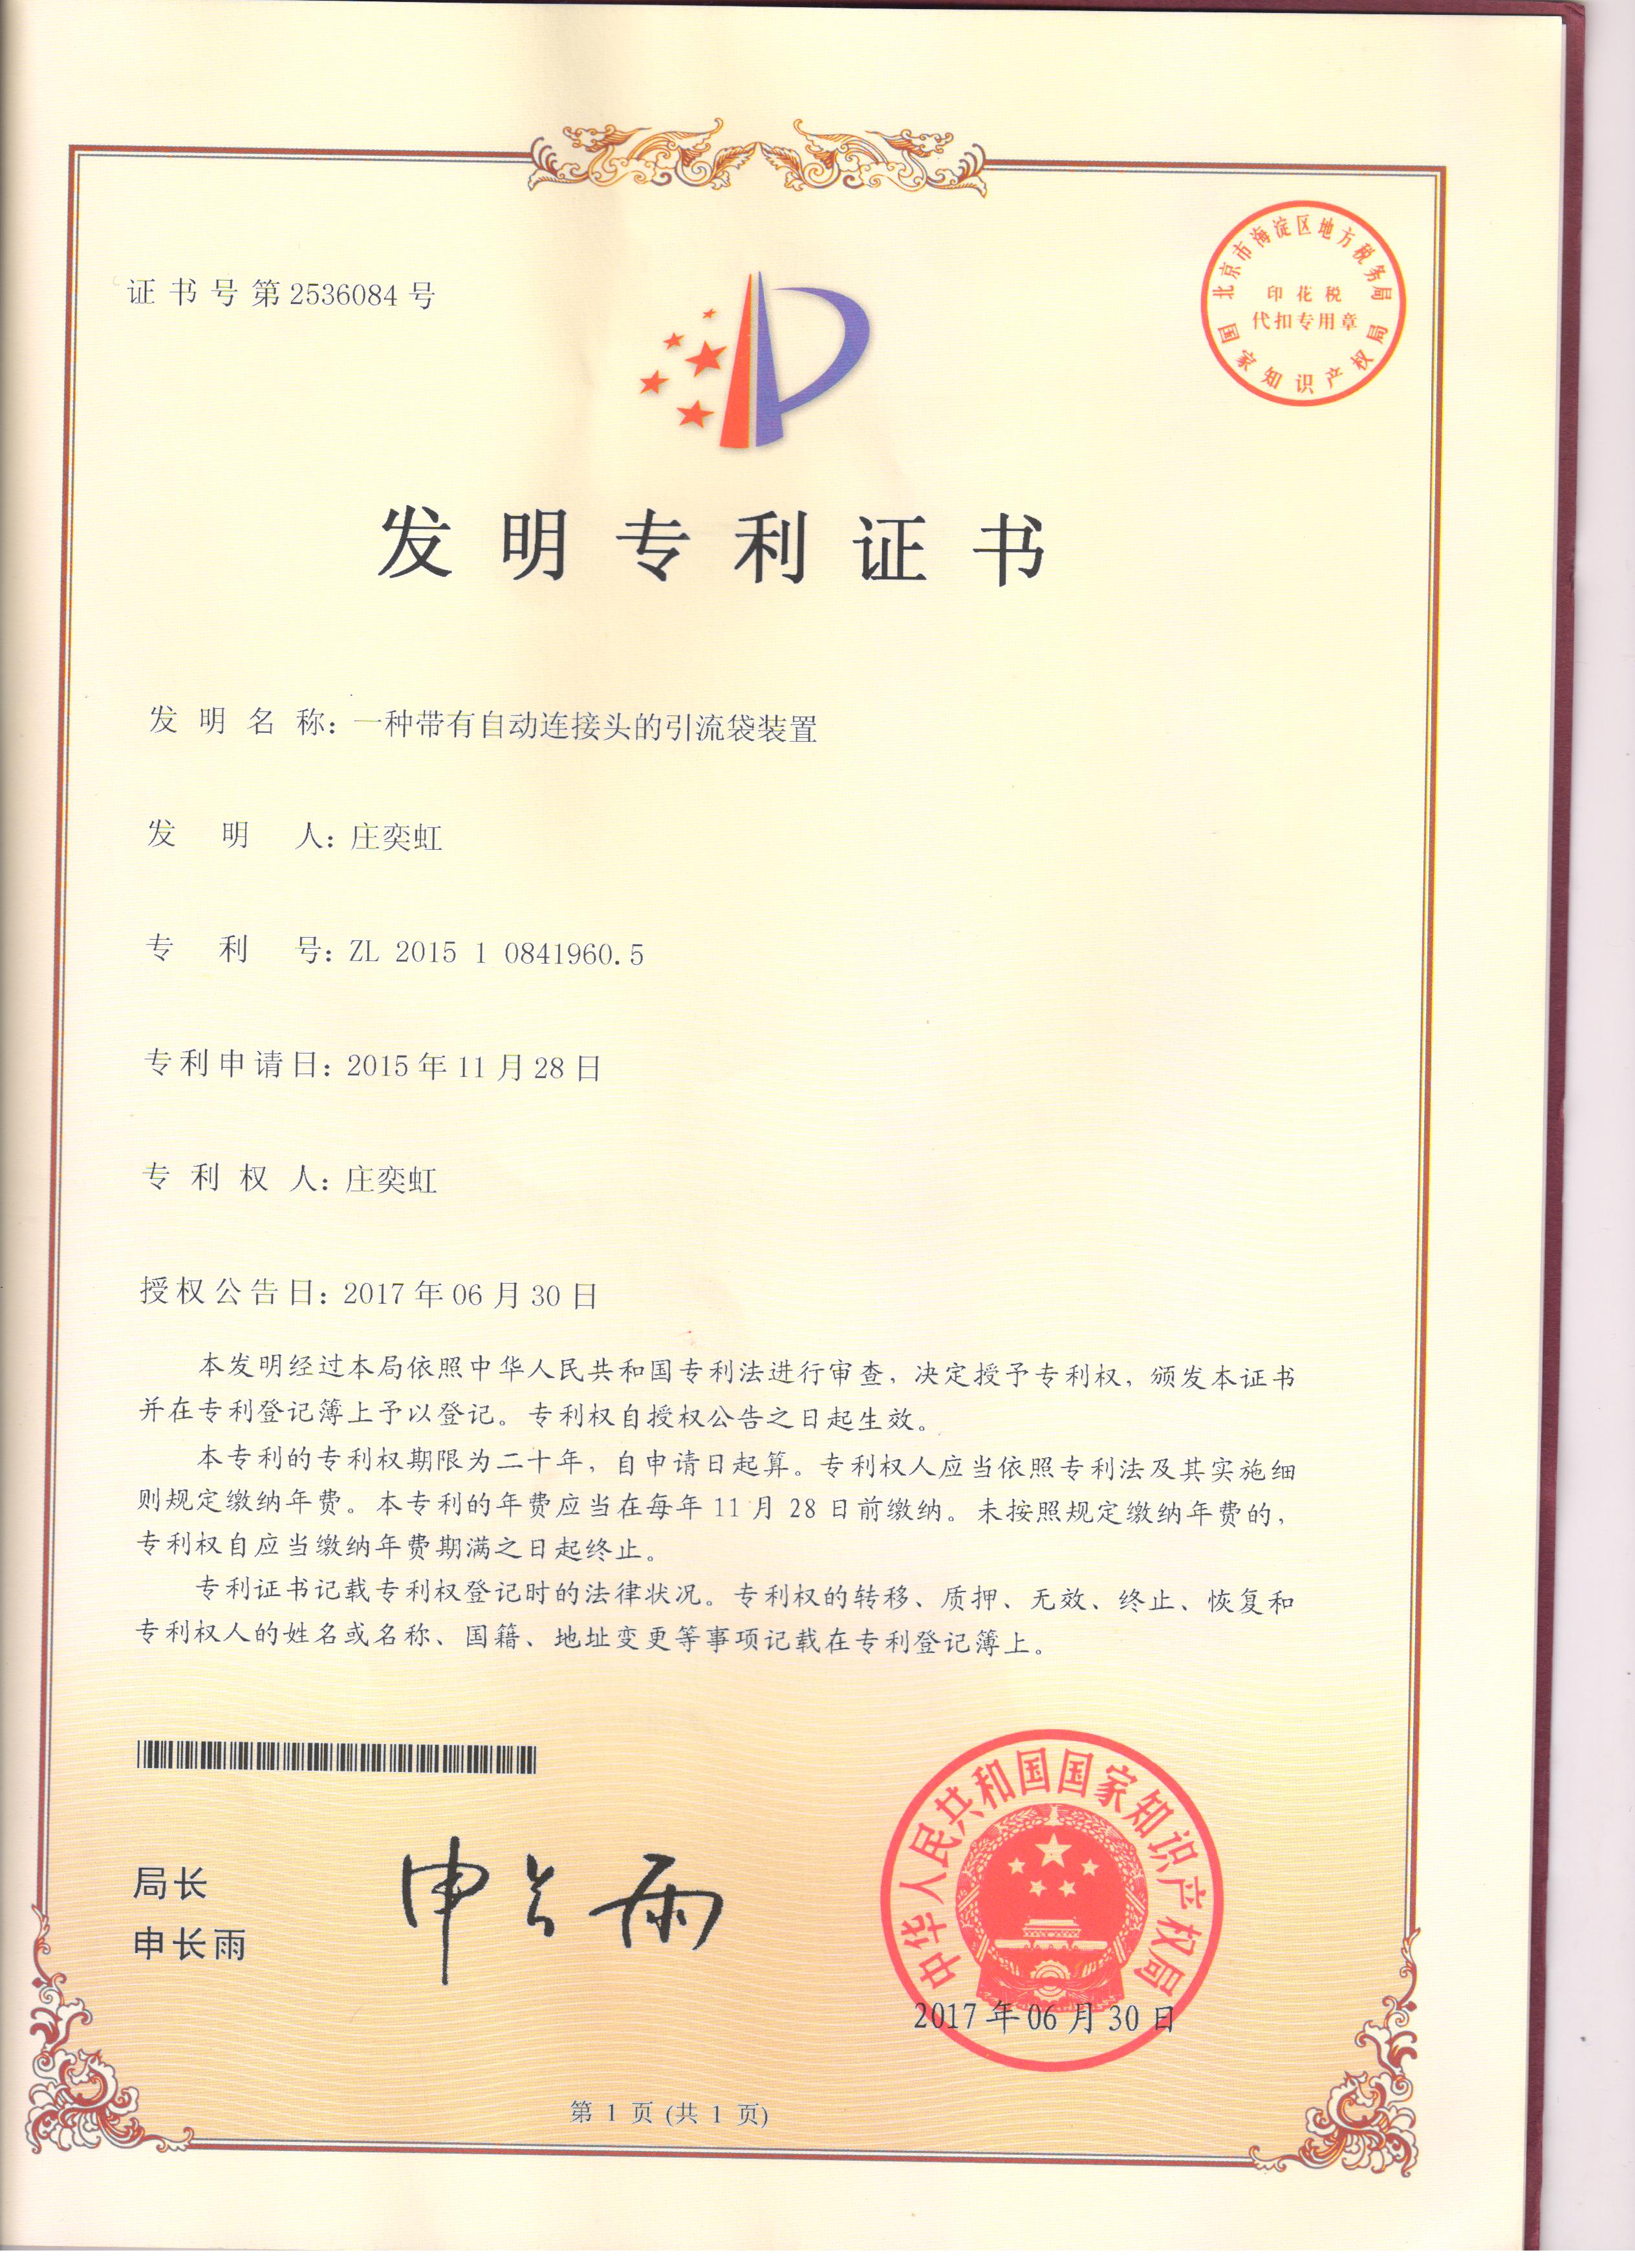 证书号第2536084号
北京市海淀区地方税务局
印花税
代扣专用章
国家知识产权局
发明专利证书
发明名称：一种带有自动连接头的引流袋装置
发明人：庄奕虹
专利号：ZL 2015 1 0841960.5
专利申请日：2015年11月28日
专利权人：庄奕虹
授权公告日：2017年06月30日
本发明经过本局依照中华人民共和国专利法进行审查，决定授予专利权，颁发本证书
并在专利登记簿上予以登记。专利权自授权公告之日起生效。
本专利的专利权期限为二十年，自申请日起算。专利权人应当依照专利法及其实施细
则规定缴纳年费。本专利的年费应当在每年11月28日前缴纳。未按照规定缴纳年费的，
专利权自应当缴纳年费期满之日起终止。
专利证书记载专利权登记时的法律状况。专利权的转移、质押、无效、终止、恢复和
专利权人的姓名或名称、国籍、地址变更等事项记载在专利登记簿上。
局长
申长雨
申长雨
中华人民共和国国家知识产权局
2017年06月30日
第1页(共1页)